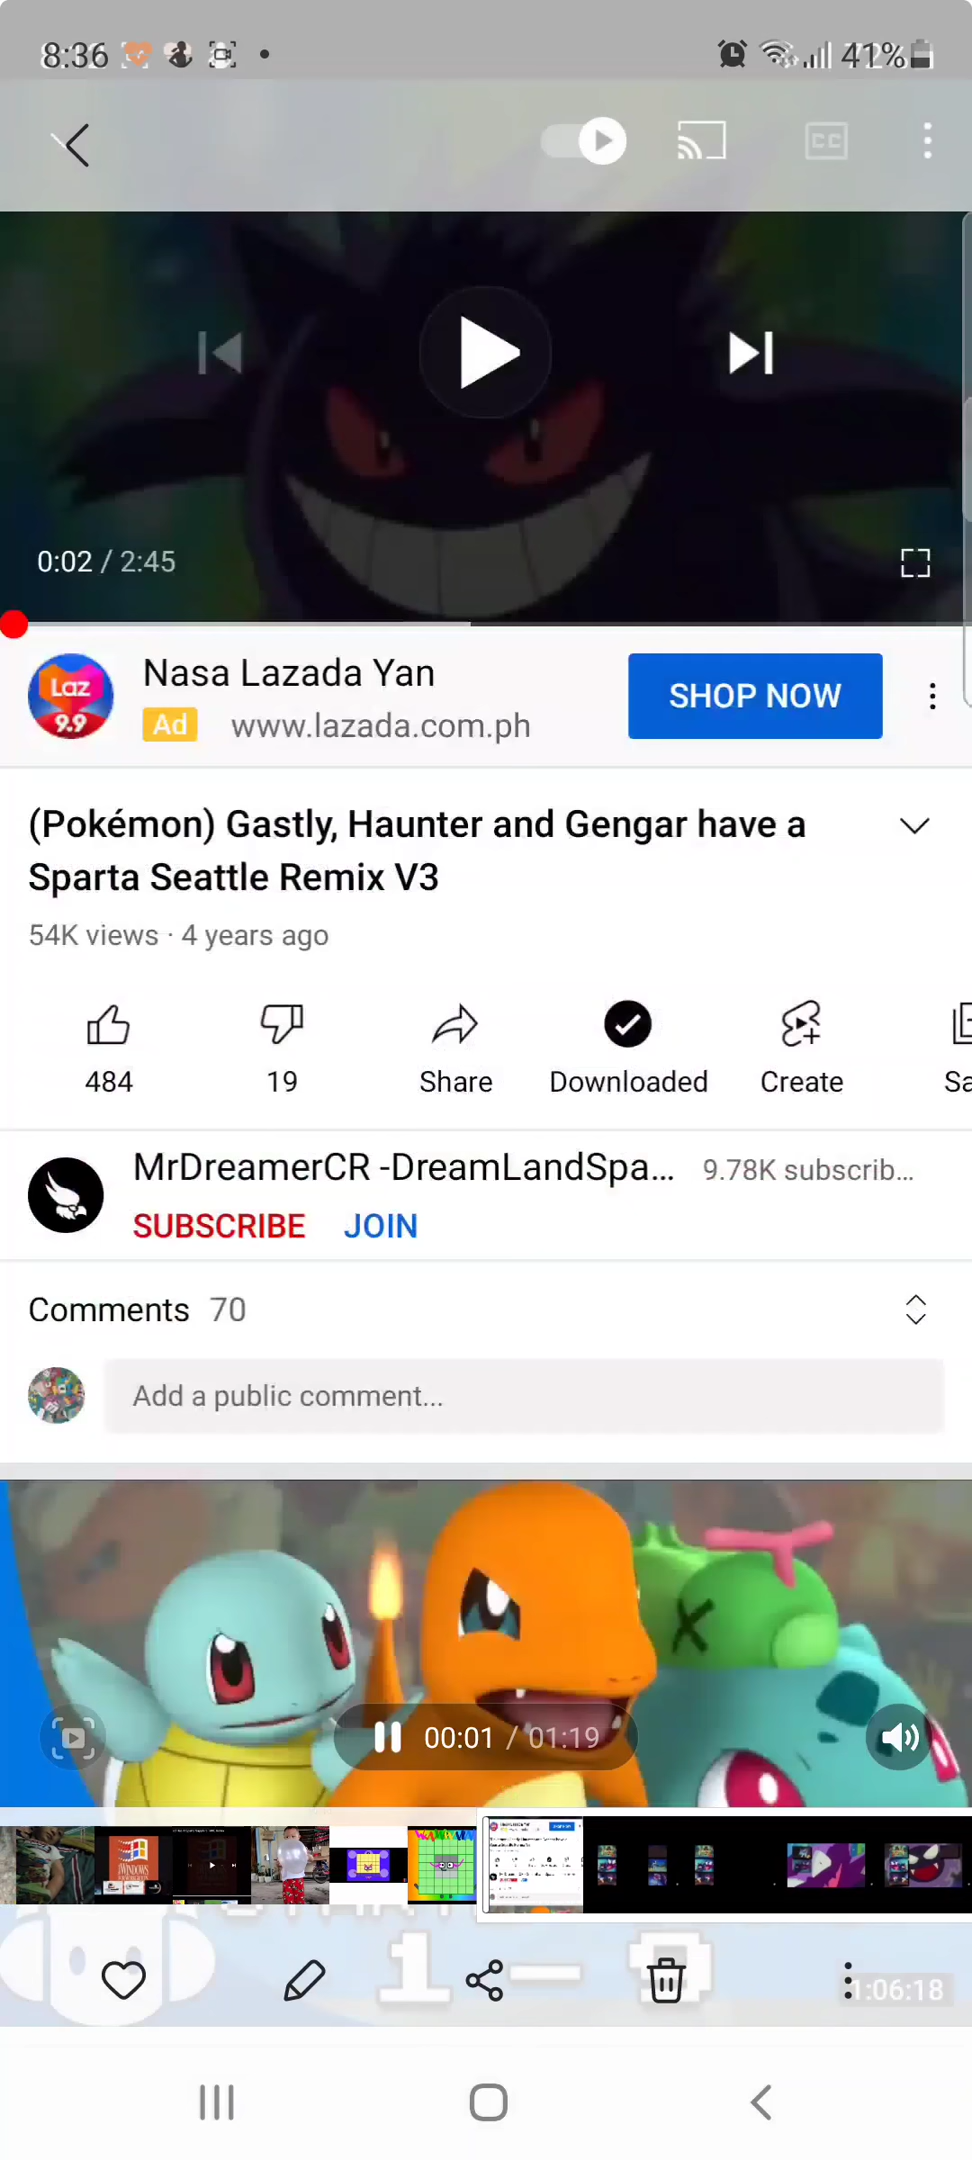 8:36
41%
CC
0:02 / 2:45
Laz
9.9
Nasa Lazada Yan
Ad www.lazada.com.ph
SHOP NOW
(Pokémon) Gastly, Haunter and Gengar have a
Sparta Seattle Remix V3
54K views · 4 years ago
484
19
Share
Downloaded
Create
Sa
MrDreamerCR -DreamLandSpa...
9.78K subscrib...
SUBSCRIBE JOIN
Comments 70
Add a public comment...
00:01 / 01:19
1:06:18